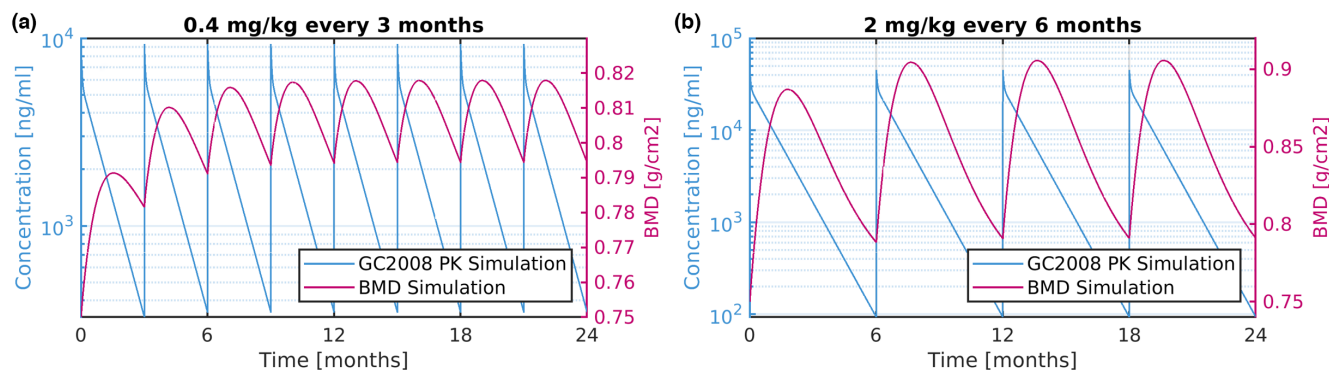 (a) 0.4 mg/kg every 3 months
10^4
10^3
Concentration [ng/ml]
0.82
0.81
0.8
0.79
0.78
0.77
0.76
0.75
BMD [g/cm2]
GC2008 PK Simulation
BMD Simulation
0 6 12 18 24
Time [months]
(b) 2 mg/kg every 6 months
10^5
10^4
10^3
10^2
Concentration [ng/ml]
0.9
0.85
0.8
0.75
BMD [g/cm2]
GC2008 PK Simulation
BMD Simulation
0 6 12 18 24
Time [months]